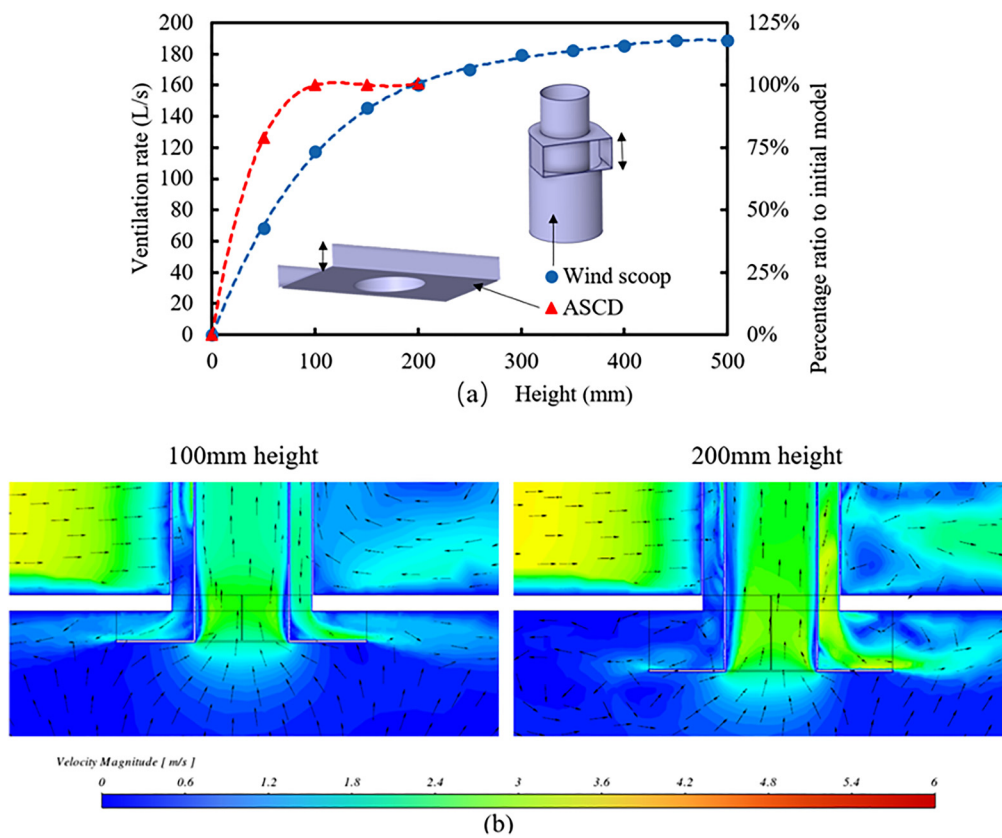 200
180
160
140
120
100
80
60
40
20
0
Ventilation rate (L/s)
125%
100%
75%
50%
25%
0%
Percentage ratio to initial model
Wind scoop
ASCD
0 100 200 300 400 500
(a) Height (mm)
100mm height 200mm height
Velocity Magnitude [ m/s ]
0 0.6 1.2 1.8 2.4 3 3.6 4.2 4.8 5.4 6
(b)